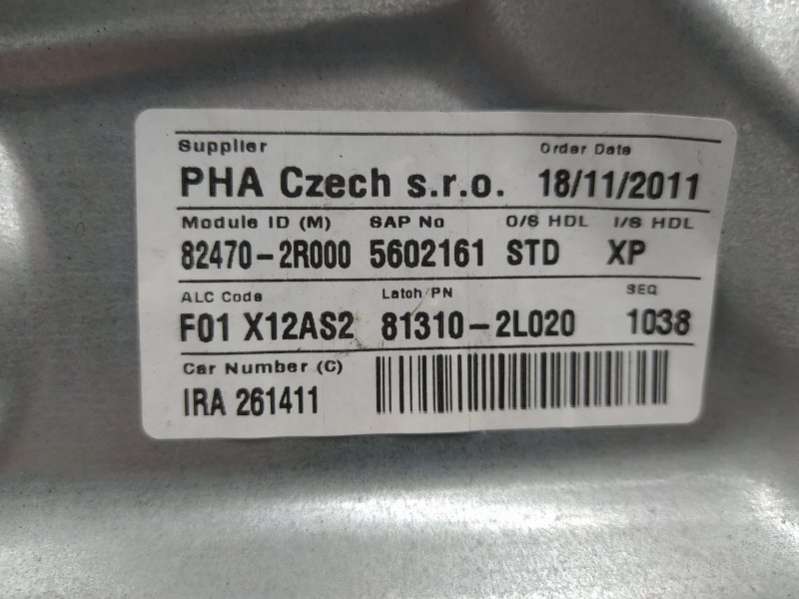 Supplier Order Date
PHA Czech s.r.o. 18/11/2011
Module ID (M) SAP No O/S HDL I/S HDL
82470-2R000 5602161 STD XP
ALC Code Latch PN SEQ
F01 X12AS2 81310-2L020 1038
Car Number (C)
IRA 261411